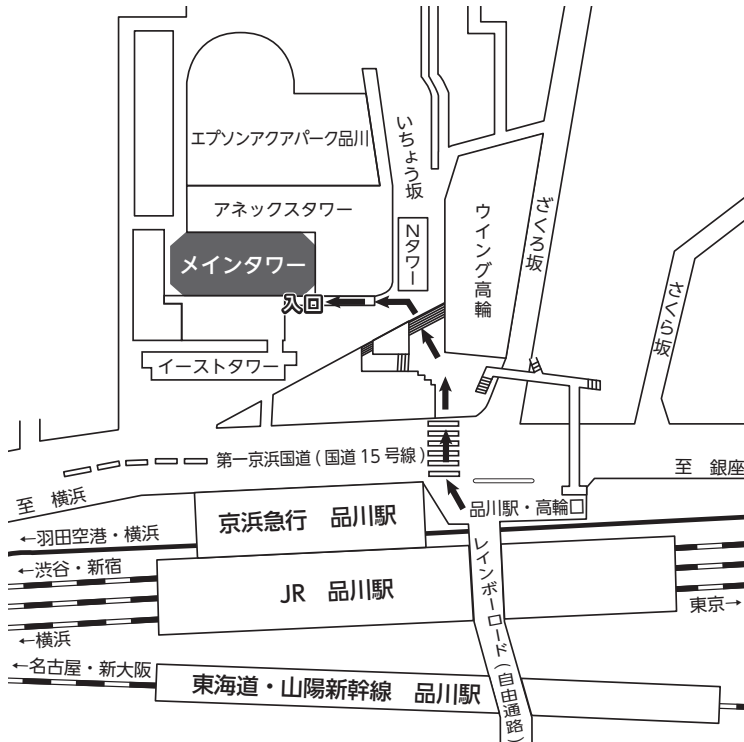 エプソンアクアパーク品川
いちょう坂
アネックスタワー
Nタワー
ウイング高輪
ざくろ坂
さくら坂
メインタワー
入口
イーストタワー
第一京浜国道(国道15号線)
至 横浜
至 銀座
品川駅・高輪口
京浜急行 品川駅
←羽田空港・横浜
←渋谷・新宿
JR 品川駅
レインボーロード(自由通路)
東京→
←横浜
←名古屋・新大阪
東海道・山陽新幹線 品川駅